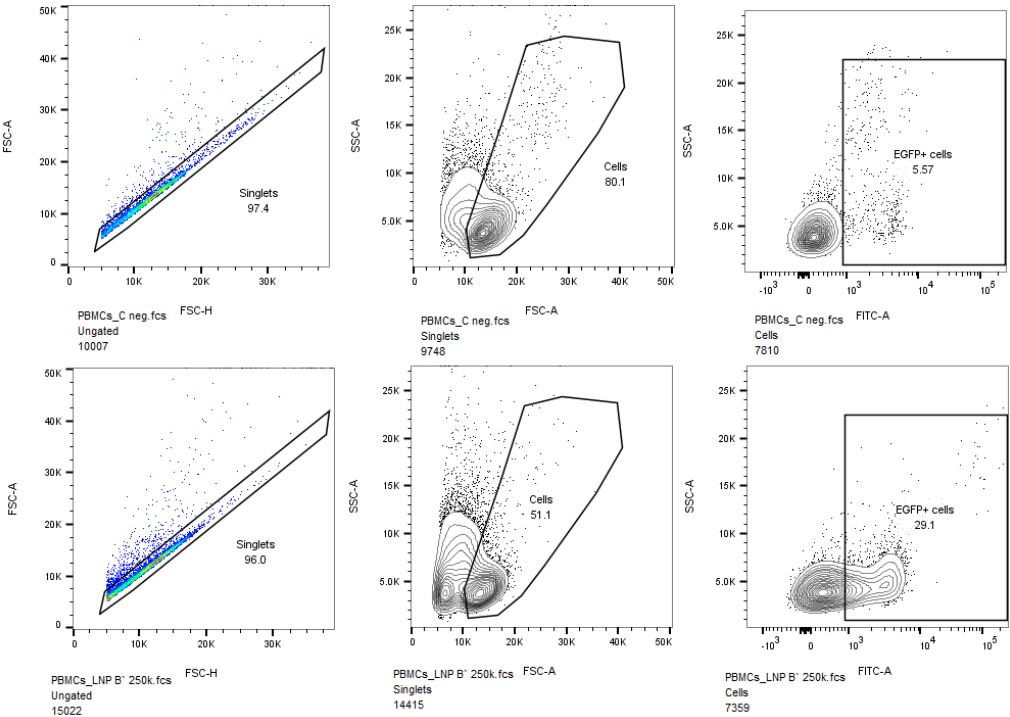 50K
40K
30K
20K
10K
0
FSC-A
Singlets
97.4
0
10K
20K
30K
FSC-H
PBMCs_C neg.fcs
Ungated
10007
25K
20K
15K
10K
5.0K
SSC-A
Cells
80.1
0
10K
20K
30K
40K
50K
FSC-A
PBMCs_C neg.fcs
Singlets
9748
25K
20K
15K
10K
5.0K
SSC-A
EGFP+ cells
5.57
-10³
0
10³
10⁴
10⁵
FITC-A
PBMCs_C neg.fcs
Cells
7810
50K
40K
30K
20K
10K
0
FSC-A
Singlets
96.0
0
10K
20K
30K
FSC-H
PBMCs_LNP B` 250k.fcs
Ungated
15022
25K
20K
15K
10K
5.0K
SSC-A
Cells
51.1
0
10K
20K
30K
40K
50K
FSC-A
PBMCs_LNP B` 250k.fcs
Singlets
14415
25K
20K
15K
10K
5.0K
SSC-A
EGFP+ cells
29.1
-10³
0
10³
10⁴
10⁵
FITC-A
PBMCs_LNP B` 250k.fcs
Cells
7359